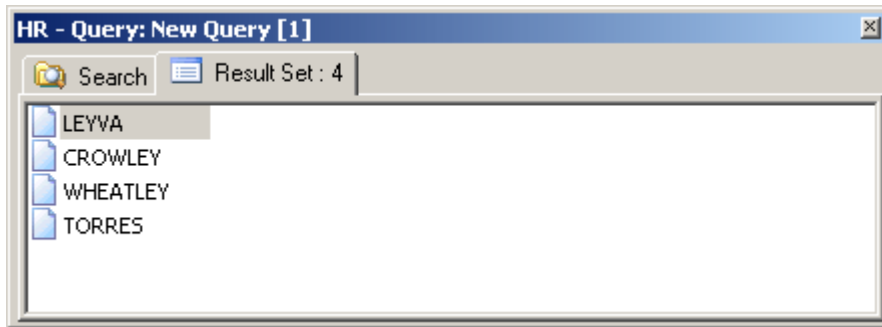 HR - Query: New Query [1]
Search Result Set : 4
LEYVA
CROWLEY
WHEATLEY
TORRES